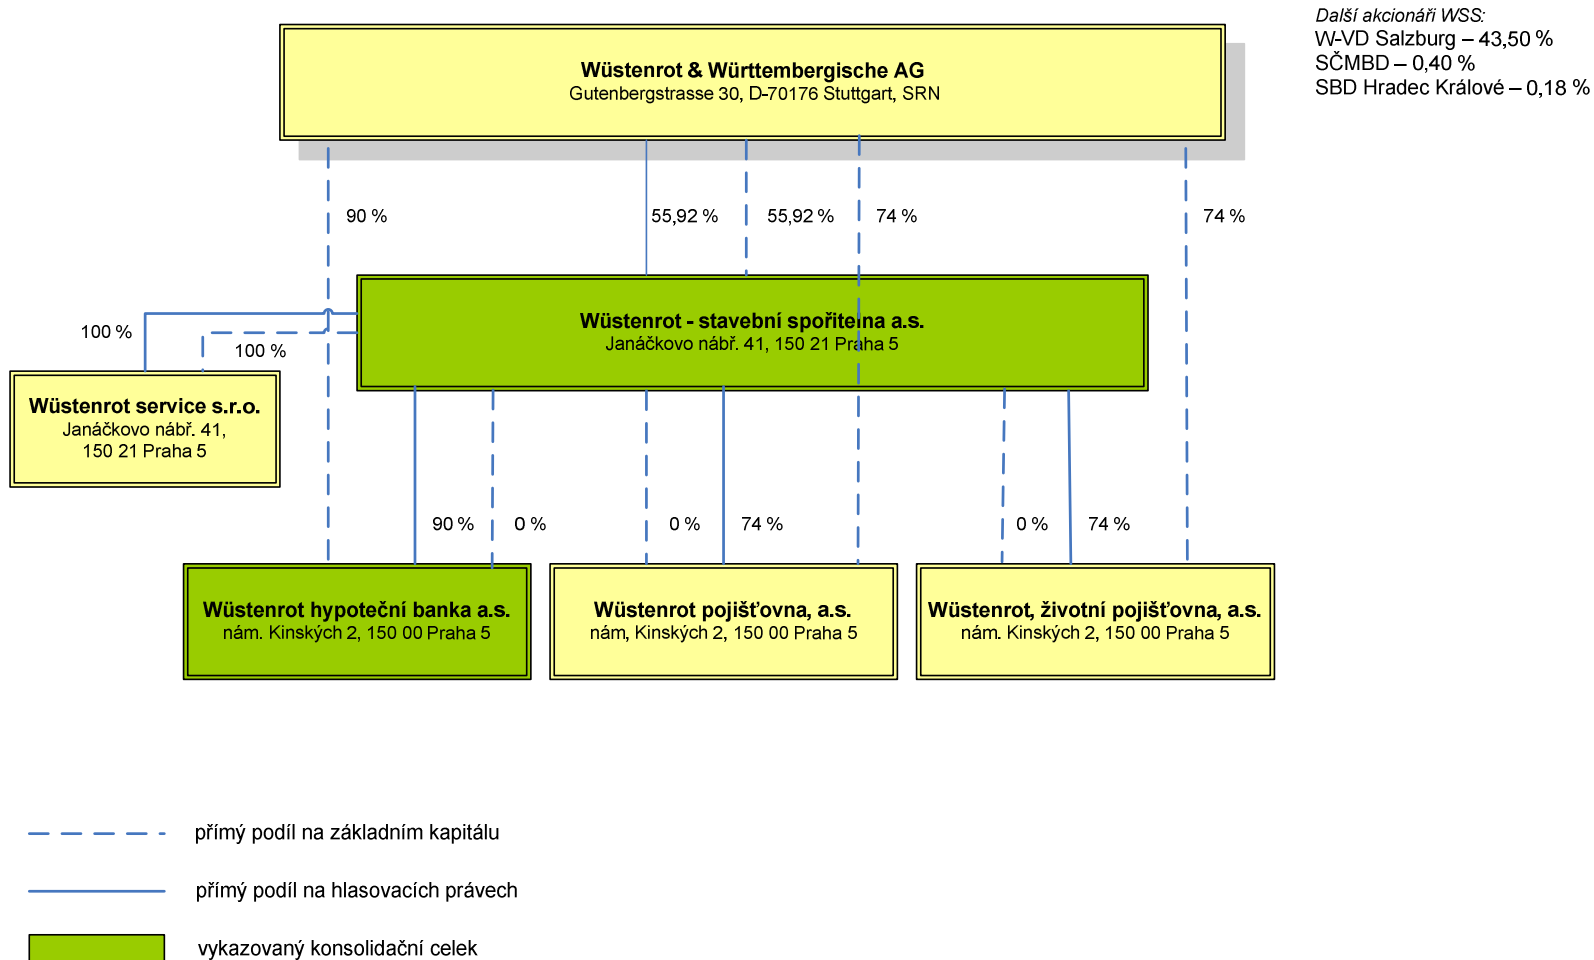 Další akcionáři WSS:
W-VD Salzburg – 43,50 %
SČMBD – 0,40 %
SBD Hradec Králové – 0,18 %
Wüstenrot & Württembergische AG
Gutenbergstrasse 30, D-70176 Stuttgart, SRN
90 %
55,92 %
55,92 %
74 %
74 %
Wüstenrot - stavební spořitelna a.s.
Janáčkovo nábř. 41, 150 21 Praha 5
100 %
100 %
Wüstenrot service s.r.o.
Janáčkovo nábř. 41,
150 21 Praha 5
90 %
0 %
0 %
74 %
0 %
74 %
Wüstenrot hypoteční banka a.s.
nám. Kinských 2, 150 00 Praha 5
Wüstenrot pojišťovna, a.s.
nám, Kinských 2, 150 00 Praha 5
Wüstenrot, životní pojišťovna, a.s.
nám. Kinských 2, 150 00 Praha 5
přímý podíl na základním kapitálu
přímý podíl na hlasovacích právech
vykazovaný konsolidační celek